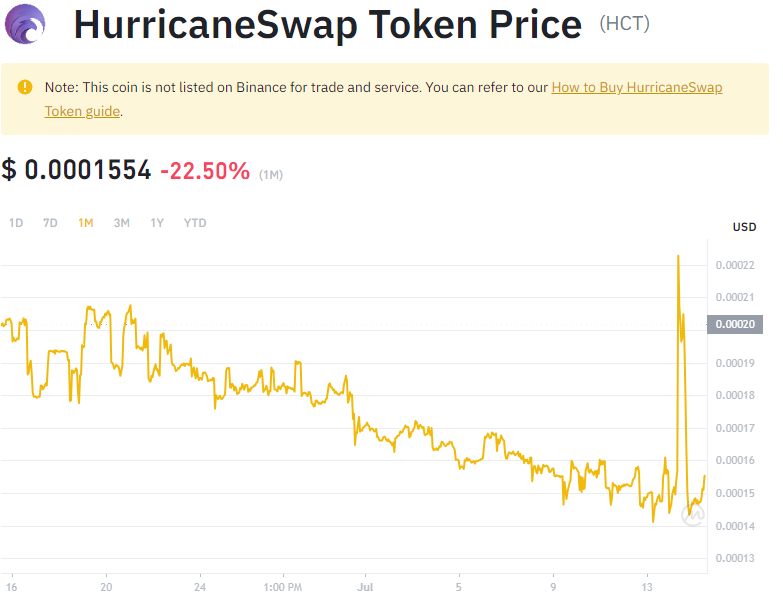 HurricaneSwap Token Price (HCT)
Note: This coin is not listed on Binance for trade and service. You can refer to our How to Buy HurricaneSwap
Token guide.
$ 0.0001554 -22.50% (1M)
1D 7D 1M 3M 1Y YTD
USD
0.00022
0.00021
0.00020
0.00019
0.00018
0.00017
0.00016
0.00015
0.00014
0.00013
16 20 24 1:00 PM Jul 5 9 13